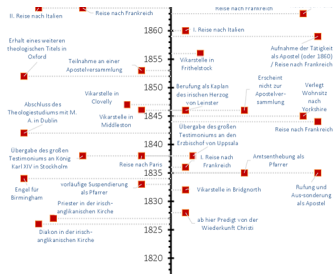 II. Reise nach Italien
Reise nach Frankreich
Reise nach Frankreich
1860
I. Reise nach Italien
Erhalt eines weiteren
theologischen Titels in
Oxford
Aufnahme der Tätigkeit
als Apostel (oder 1860)
/ Reise nach Frankreich
Teilnahme an einer
Apostelversammlung
1855
Vikarstelle in
Frithelstock
1850
Berufung als Kaplan
des irischen Herzog
von Leinster
Erscheint
nicht zur
Apostelver-
sammlung
Verlegt
Wohnsitz
nach
Yorkshire
Vikarstelle in
Clovelly
Abschluss des
Theologiestudiums mit M.
A. in Dublin
Vikarstelle in
Middleston
1845
Reise nach Frankreich
Übergabe des großen
Testimoniums an den
Erzbischof von Uppsala
1840
Übergabe des großen
Testimoniums an König
Karl XIV in Stockholm
Reise nach Paris
I. Reise nach
Frankreich
Amtsenthebung als
Pfarrer
1835
Engel für
Birmingham
vorläufige Suspendierung
als Pfarrer
Vikarstelle in Bridgnorth
Rufung und
Aus-sonderung
als Apostel
Priester in der irisch-
anglikanischen Kirche
1830
ab hier Predigt von der
Wiederkunft Christi
Diakon in der irisch-
anglikanischen Kirche
1825
1820